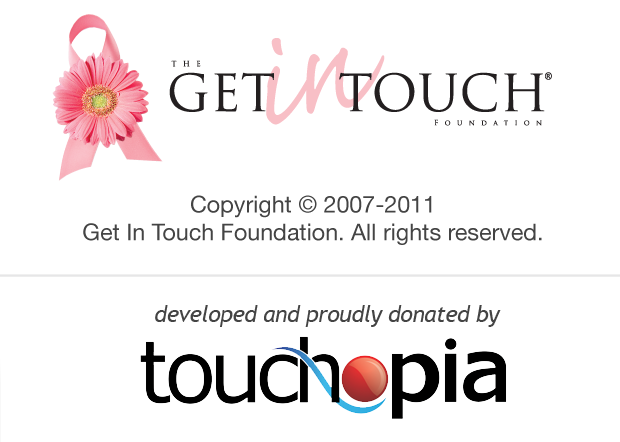 THE
GET in TOUCH®
FOUNDATION
Copyright © 2007-2011
Get In Touch Foundation. All rights reserved.
developed and proudly donated by
touchopia